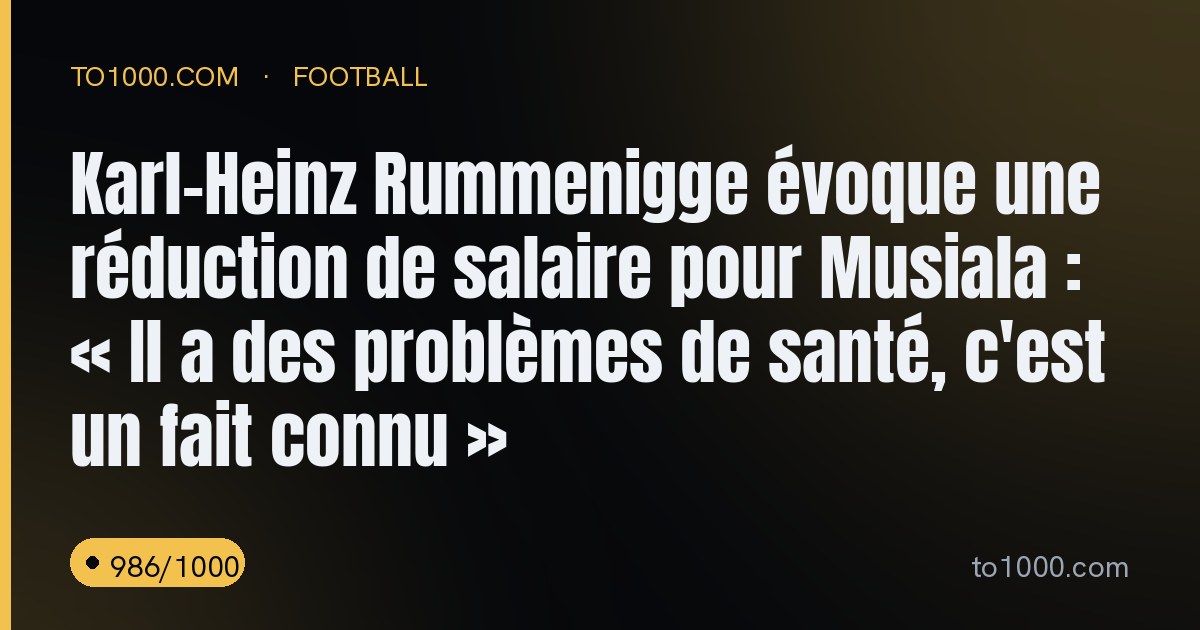 TO1000.COM · FOOTBALL
Karl-Heinz Rummenigge évoque une
réduction de salaire pour Musiala :
« Il a des problèmes de santé, c'est
un fait connu »
986/1000
to1000.com